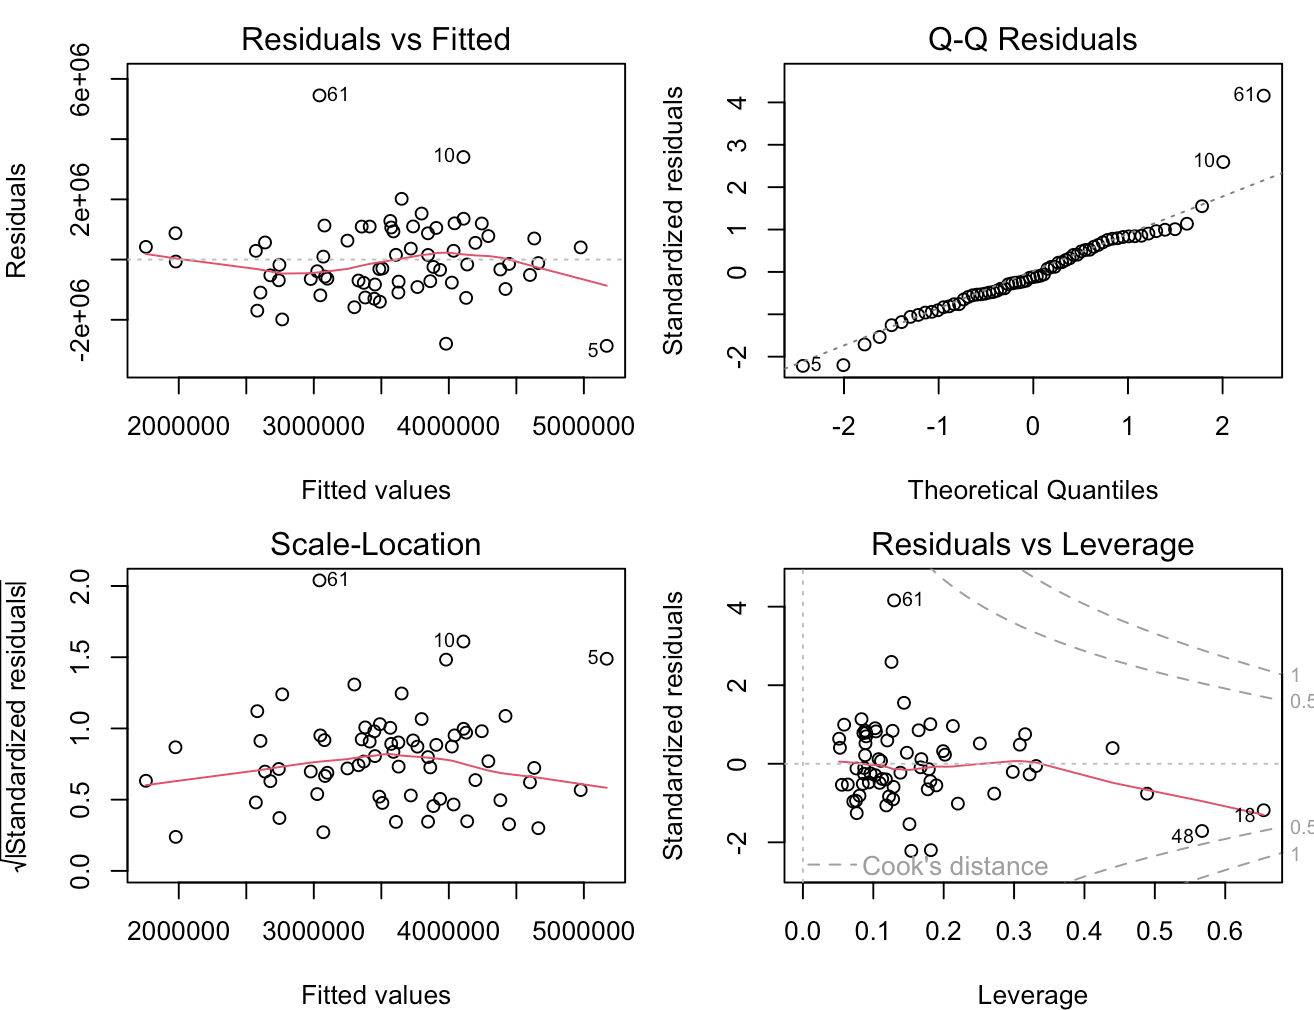 Residuals vs Fitted
Residuals
-2e+06
2e+06
6e+06
61
10
5
2000000 3000000 4000000 5000000
Fitted values
Q-Q Residuals
Standardized residuals
-2
0
1
2
3
4
61
10
5
-2 -1 0 1 2
Theoretical Quantiles
Scale-Location
√|Standardized residuals|
0.0
0.5
1.0
1.5
2.0
61
10
5
2000000 3000000 4000000 5000000
Fitted values
Residuals vs Leverage
Standardized residuals
-2
0
2
4
61
18
48
1
0.5
0.5
1
Cook's distance
0.0 0.1 0.2 0.3 0.4 0.5 0.6
Leverage